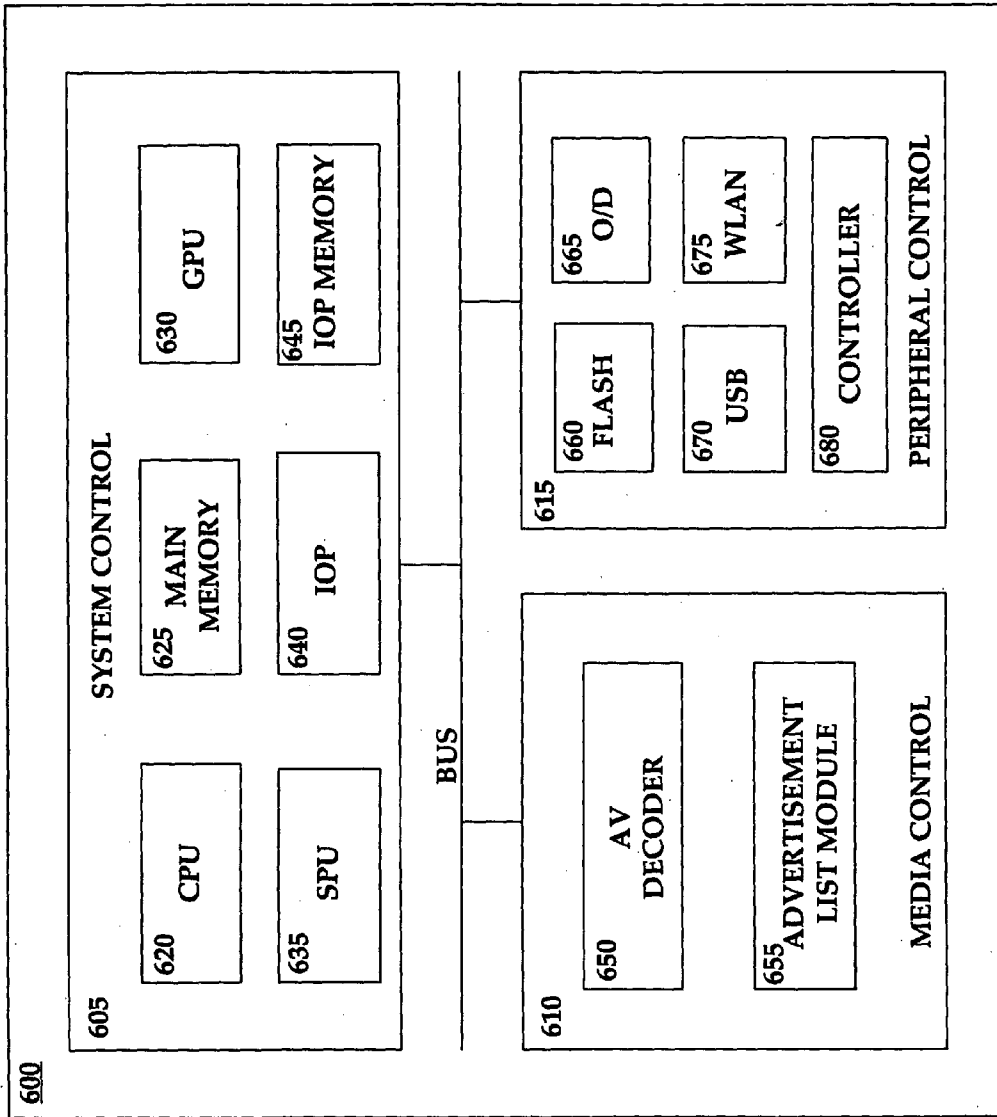 600
605
SYSTEM CONTROL
620
CPU
625
MAIN
MEMORY
630
GPU
635
SPU
640
IOP
645
IOP MEMORY
BUS
610
650
AV
DECODER
655
ADVERTISEMENT
LIST MODULE
MEDIA CONTROL
615
660
FLASH
665
O/D
670
USB
675
WLAN
680
CONTROLLER
PERIPHERAL CONTROL